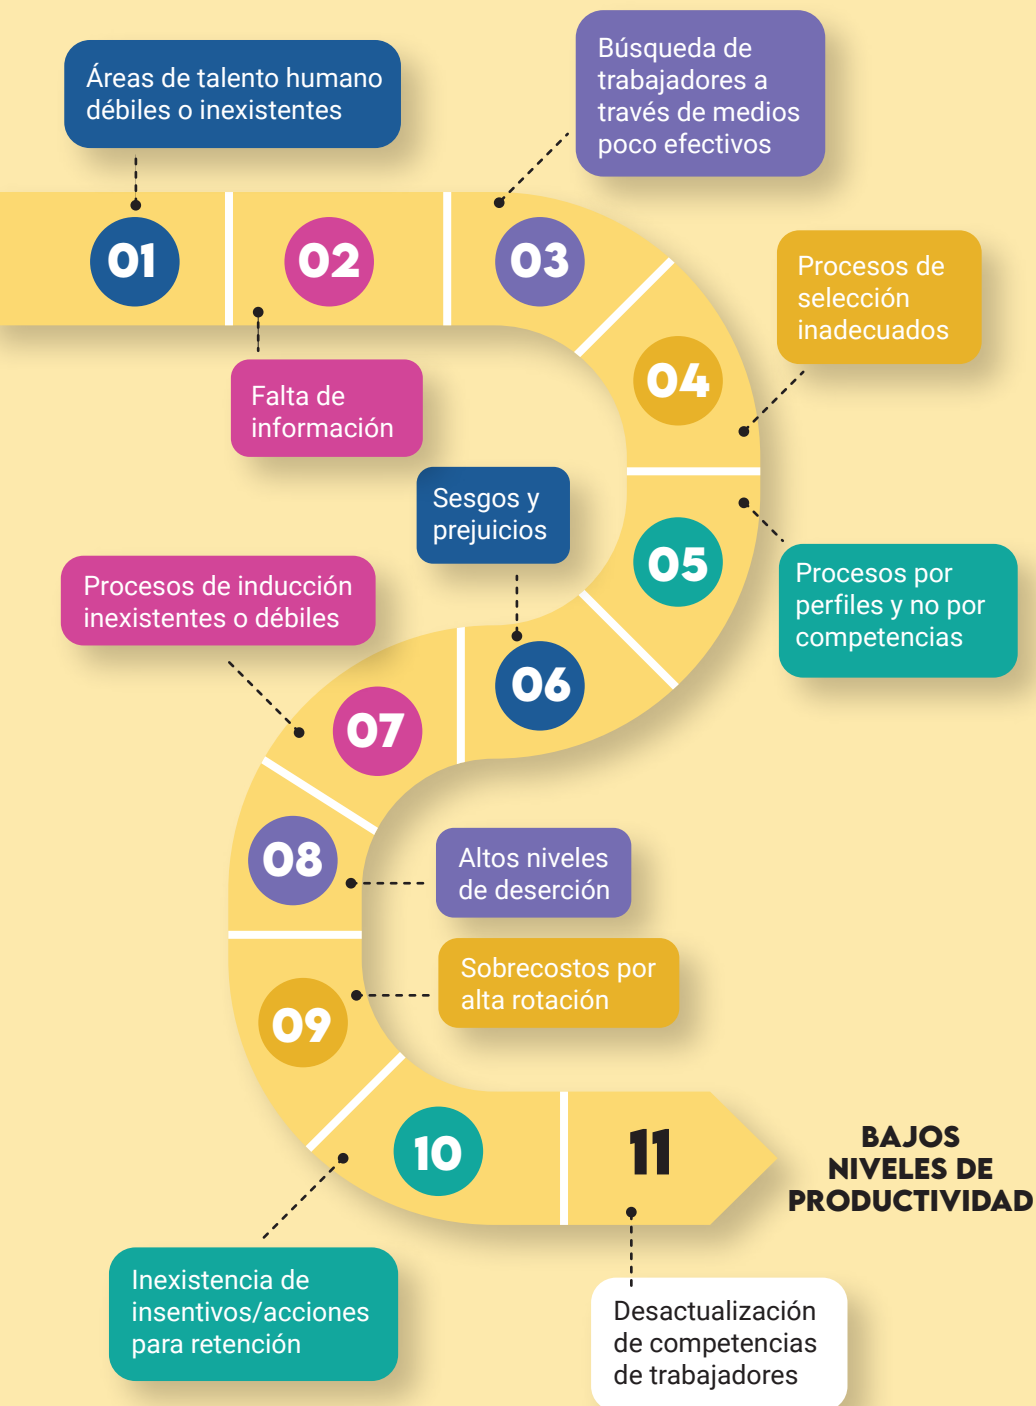 Áreas de talento humano
débiles o inexistentes
01
02
Falta de
información
Búsqueda de
trabajadores a
través de medios
poco efectivos
03
Procesos de
selección
inadecuados
04
05
Procesos por
perfiles y no por
competencias
Sesgos y
prejuicios
06
Procesos de inducción
inexistentes o débiles
07
08
Altos niveles
de deserción
09
Sobrecostos por
alta rotación
10
Inexistencia de
insentivos/acciones
para retención
11
Desactualización
de competencias
de trabajadores
BAJOS
NIVELES DE
PRODUCTIVIDAD